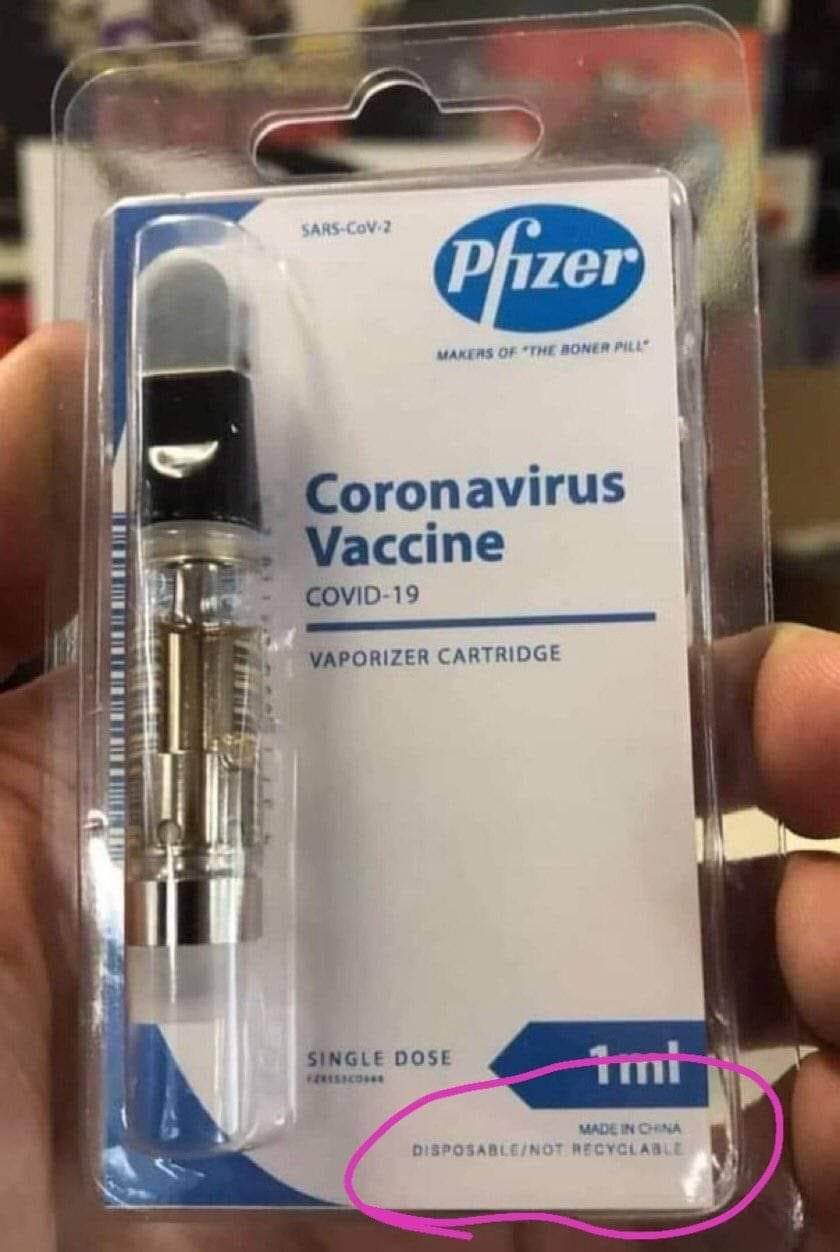 SARS-CoV-2
Pfizer
MAKERS OF "THE BONER PILL"
Coronavirus
Vaccine
COVID-19
VAPORIZER CARTRIDGE
SINGLE DOSE
1ml
MADE IN CHINA
DISPOSABLE/NOT RECYCLABLE